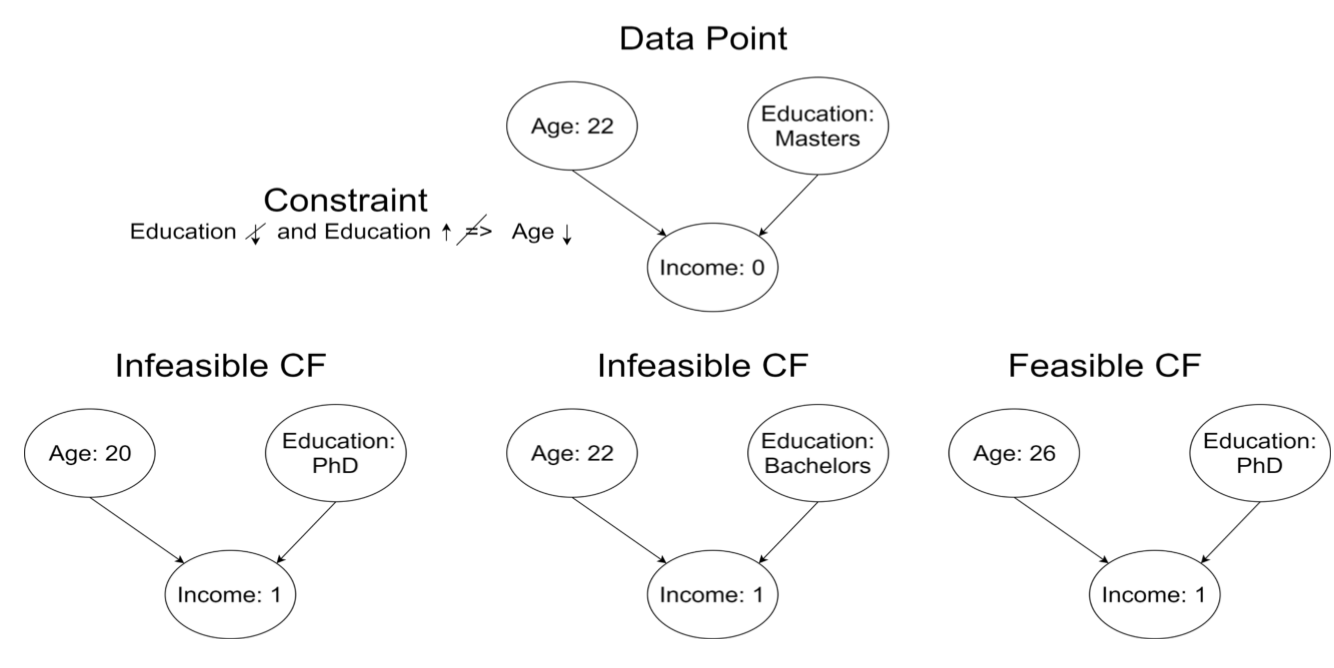 Data Point
Age: 22
Education:
Masters
Income: 0
Constraint
Education ↓ and Education ↑ => Age ↓
Infeasible CF
Age: 20
Education:
PhD
Income: 1
Infeasible CF
Age: 22
Education:
Bachelors
Income: 1
Feasible CF
Age: 26
Education:
PhD
Income: 1